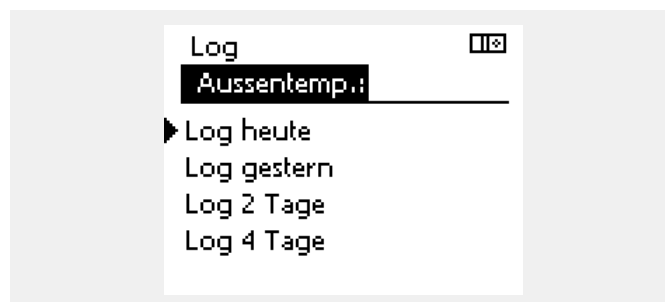 Log
Aussentemp.:
Log heute
Log gestern
Log 2 Tage
Log 4 Tage